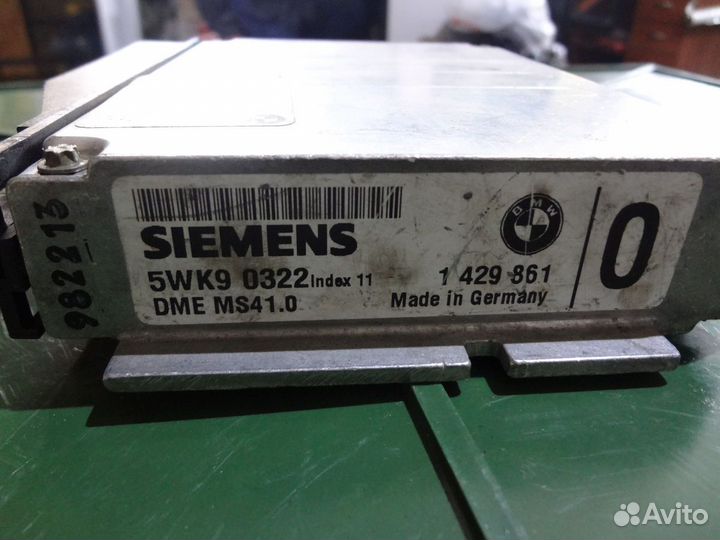 982213
SIEMENS
5WK9 0322 Index 11
DME MS41.0
BMW
1 429 861
Made in Germany
0
Avito